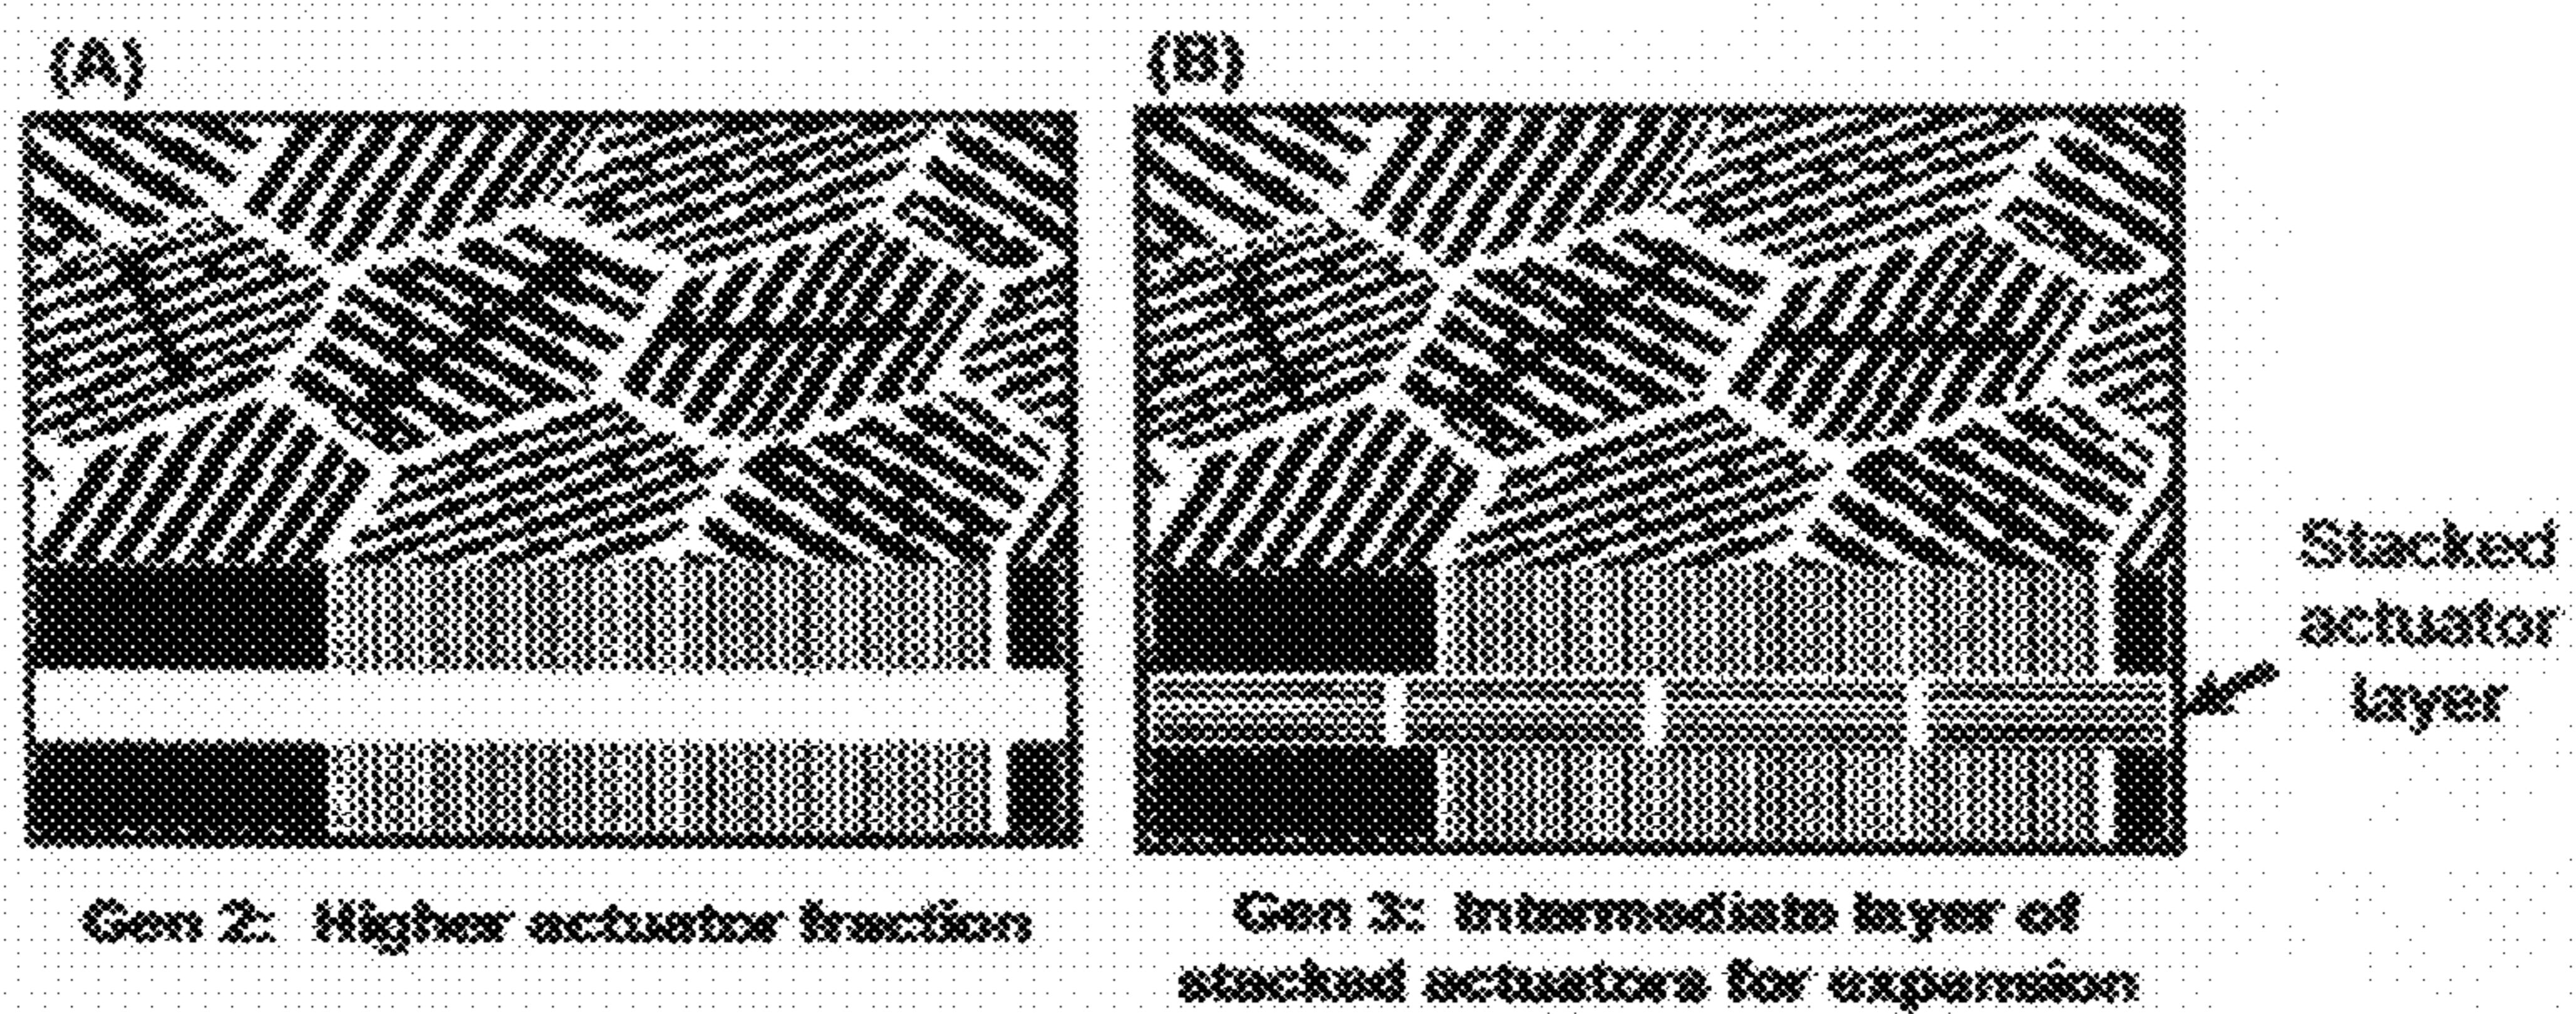 (A)
(B)
Stacked
actuator
layer
Gen 2: Higher actuator fraction
Gen 3: Intermediate layer of
stacked actuators for expansion